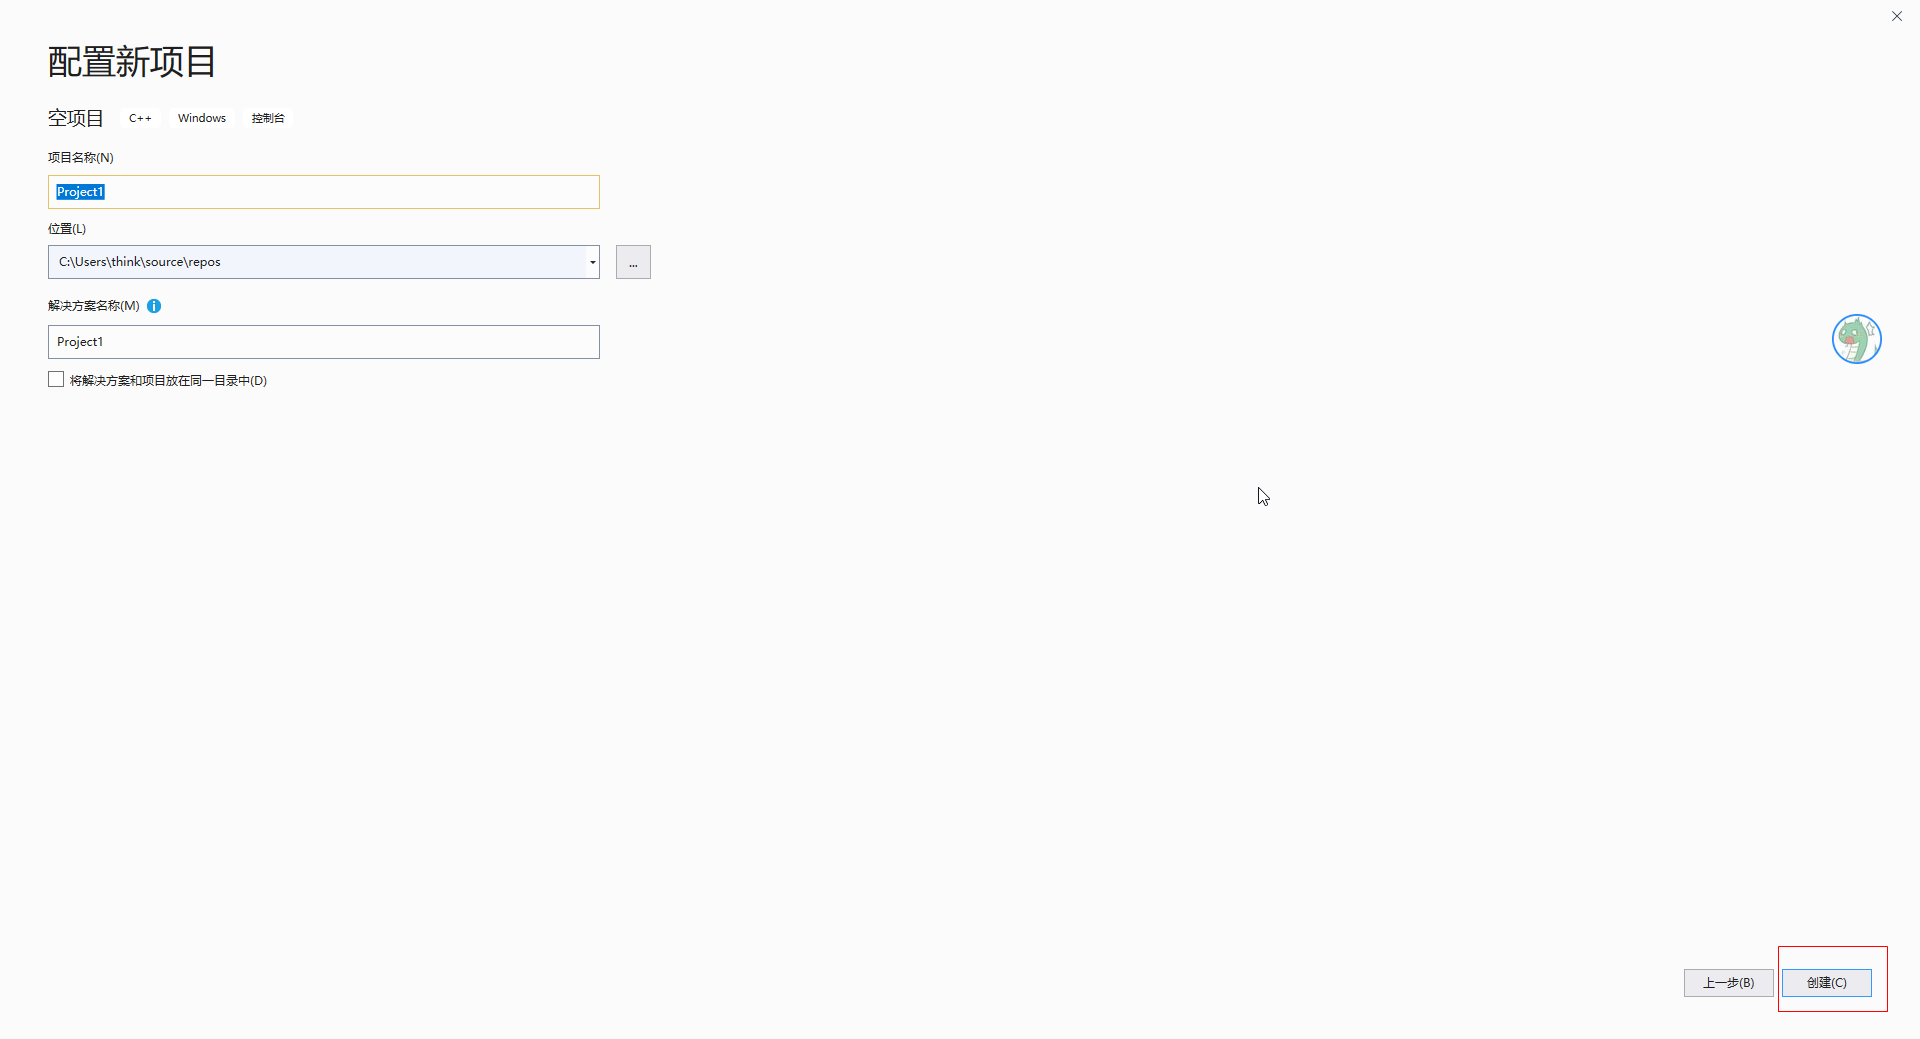 配置新项目
空项目 C++ Windows 控制台
项目名称(N)
Project1
位置(L)
C:\Users\think\source\repos
...
解决方案名称(M)
Project1
将解决方案和项目放在同一目录中(D)
上一步(B) 创建(C)